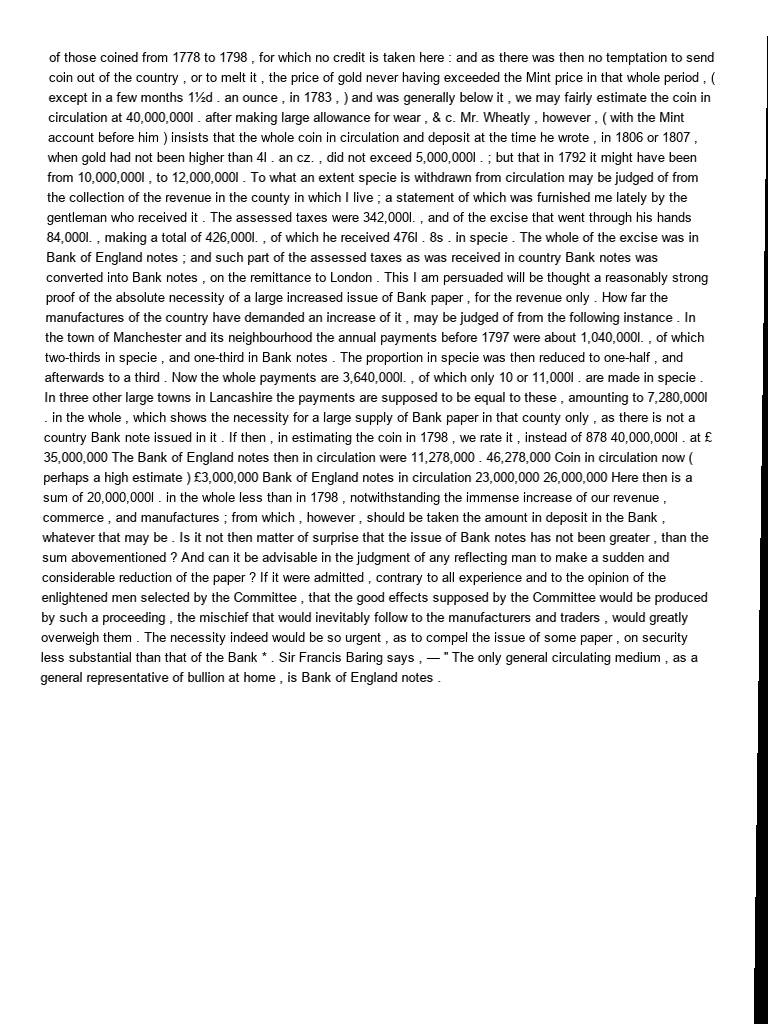 of those coined from 1778 to 1798 , for which no credit is taken here : and as there was then no temptation to send
coin out of the country , or to melt it , the price of gold never having exceeded the Mint price in that whole period , (
except in a few months 1½d . an ounce , in 1783 , ) and was generally below it , we may fairly estimate the coin in
circulation at 40,000,000l . after making large allowance for wear , & c. Mr. Wheatly , however , ( with the Mint
account before him ) insists that the whole coin in circulation and deposit at the time he wrote , in 1806 or 1807 ,
when gold had not been higher than 4l . an cz. , did not exceed 5,000,000l . ; but that in 1792 it might have been
from 10,000,000l , to 12,000,000l . To what an extent specie is withdrawn from circulation may be judged of from
the collection of the revenue in the county in which I live ; a statement of which was furnished me lately by the
gentleman who received it . The assessed taxes were 342,000l. , and of the excise that went through his hands
84,000l. , making a total of 426,000l. , of which he received 476l . 8s . in specie . The whole of the excise was in
Bank of England notes ; and such part of the assessed taxes as was received in country Bank notes was
converted into Bank notes , on the remittance to London . This I am persuaded will be thought a reasonably strong
proof of the absolute necessity of a large increased issue of Bank paper , for the revenue only . How far the
manufactures of the country have demanded an increase of it , may be judged of from the following instance . In
the town of Manchester and its neighbourhood the annual payments before 1797 were about 1,040,000l. , of which
two-thirds in specie , and one-third in Bank notes . The proportion in specie was then reduced to one-half , and
afterwards to a third . Now the whole payments are 3,640,000l. , of which only 10 or 11,000l . are made in specie .
In three other large towns in Lancashire the payments are supposed to be equal to these , amounting to 7,280,000l
. in the whole , which shows the necessity for a large supply of Bank paper in that county only , as there is not a
country Bank note issued in it . If then , in estimating the coin in 1798 , we rate it , instead of 878 40,000,000l . at £
35,000,000 The Bank of England notes then in circulation were 11,278,000 . 46,278,000 Coin in circulation now (
perhaps a high estimate ) £3,000,000 Bank of England notes in circulation 23,000,000 26,000,000 Here then is a
sum of 20,000,000l . in the whole less than in 1798 , notwithstanding the immense increase of our revenue ,
commerce , and manufactures ; from which , however , should be taken the amount in deposit in the Bank ,
whatever that may be . Is it not then matter of surprise that the issue of Bank notes has not been greater , than the
sum abovementioned ? And can it be advisable in the judgment of any reflecting man to make a sudden and
considerable reduction of the paper ? If it were admitted , contrary to all experience and to the opinion of the
enlightened men selected by the Committee , that the good effects supposed by the Committee would be produced
by such a proceeding , the mischief that would inevitably follow to the manufacturers and traders , would greatly
overweigh them . The necessity indeed would be so urgent , as to compel the issue of some paper , on security
less substantial than that of the Bank * . Sir Francis Baring says , — " The only general circulating medium , as a
general representative of bullion at home , is Bank of England notes .